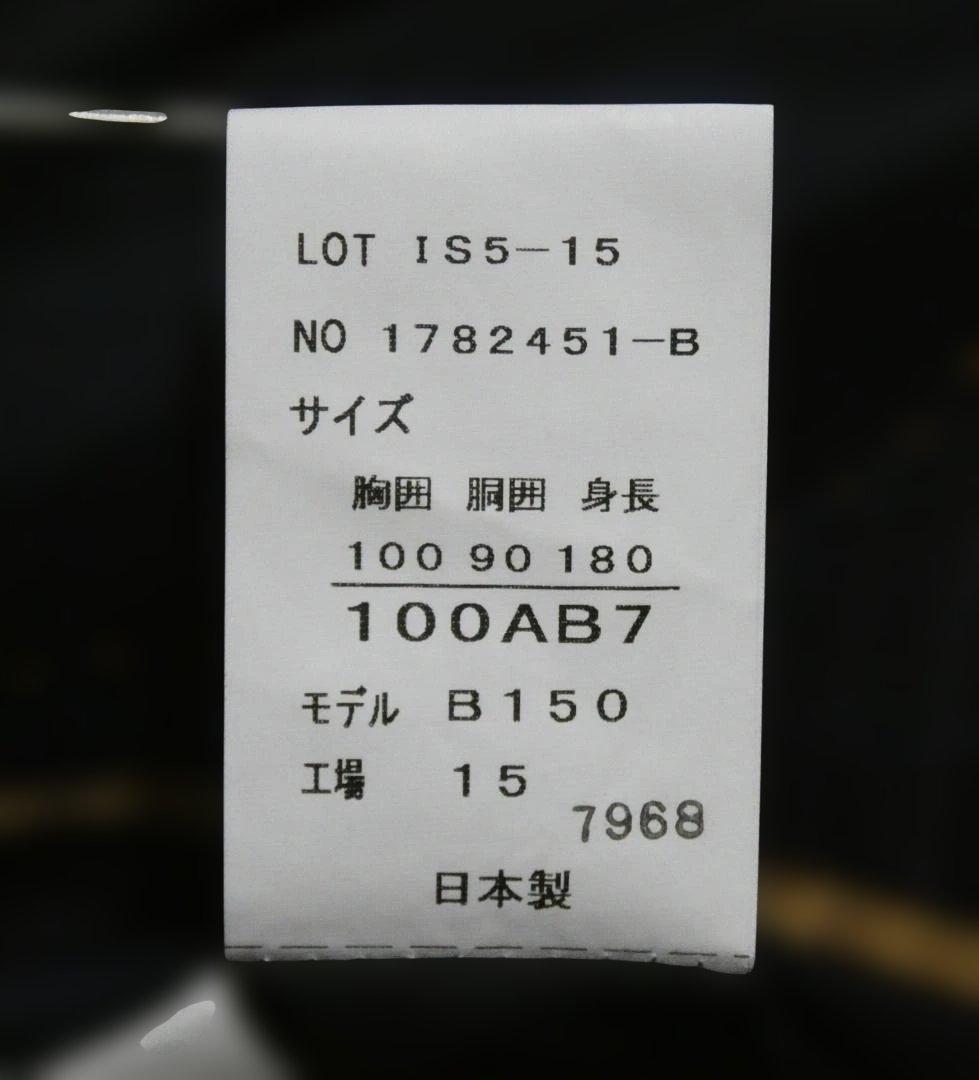 LOT IS5-15
NO 1782451-B
サイズ
胸囲 胴囲 身長
100 90 180
100AB7
モデル B150
工場 15
7968
日本製